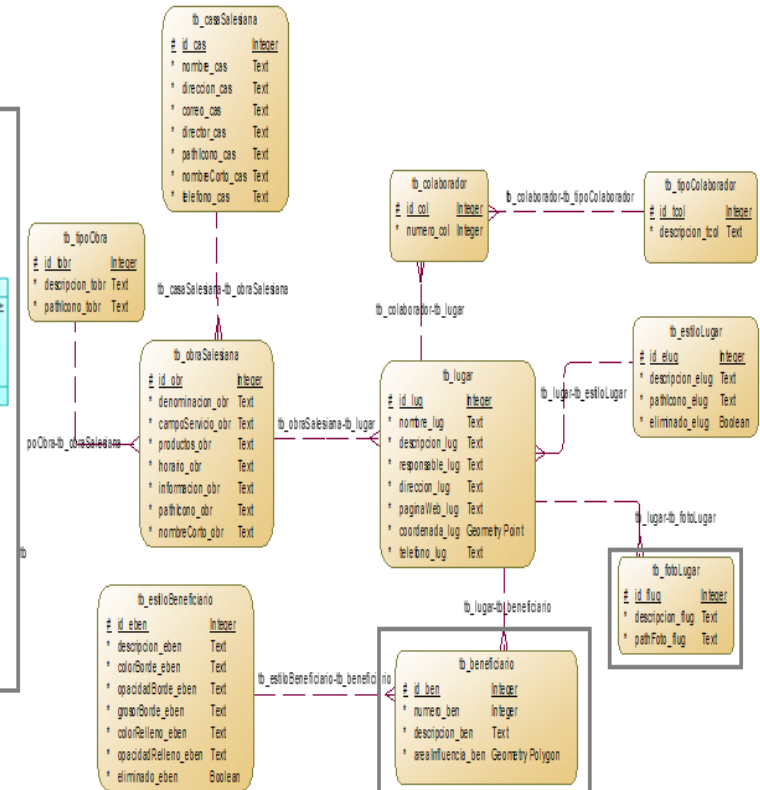 tb_casaSalesiana
# id_cas Integer
* nombre_cas Text
* direccion_cas Text
* correo_cas Text
* director_cas Text
* pathIcono_cas Text
* nombreCorto_cas Text
* telefono_cas Text
tb_colaborador
# id_col Integer
* numero_col Integer
tb_colaborador-tb_tipoColaborador
tb_tipoColaborador
# id_tcol Integer
* descripcion_tcol Text
tb_tipoObra
# id_tobr Integer
* descripcion_tobr Text
* pathIcono_tobr Text
tb_casaSalesiana-tb_obraSalesiana
tb_colaborador-tb_lugar
tb_obraSalesiana
# id_obr Integer
* denominacion_obr Text
* campoServicio_obr Text
* productos_obr Text
* horario_obr Text
* informacion_obr Text
* pathIcono_obr Text
* nombreCorto_obr Text
poObra-tb_obraSalesiana
tb_obraSalesiana-tb_lugar
tb_lugar
# id_lug Integer
* nombre_lug Text
* descripcion_lug Text
* responsable_lug Text
* direccion_lug Text
* paginaWeb_lug Text
* coordenada_lug Geometry Point
* telefono_lug Text
tb_lugar-tb_estiloLugar
tb_estiloLugar
# id_elug Integer
* descripcion_elug Text
* pathIcono_elug Text
* eliminado_elug Boolean
tb_lugar-tb_fotoLugar
tb_fotoLugar
# id_flug Integer
* descripcion_flug Text
* pathFoto_flug Text
tb
tb_lugar-tb_beneficiario
tb_estiloBeneficiario
# id_eben Integer
* descripcion_eben Text
* colorBorde_eben Text
* opacidadBorde_eben Text
* grosorBorde_eben Text
* colorRelleno_eben Text
* opacidadRelleno_eben Text
* eliminado_eben Boolean
tb_estiloBeneficiario-tb_beneficiario
tb_beneficiario
# id_ben Integer
* numero_ben Integer
* descripcion_ben Text
* areaInfluencia_ben Geometry Polygon